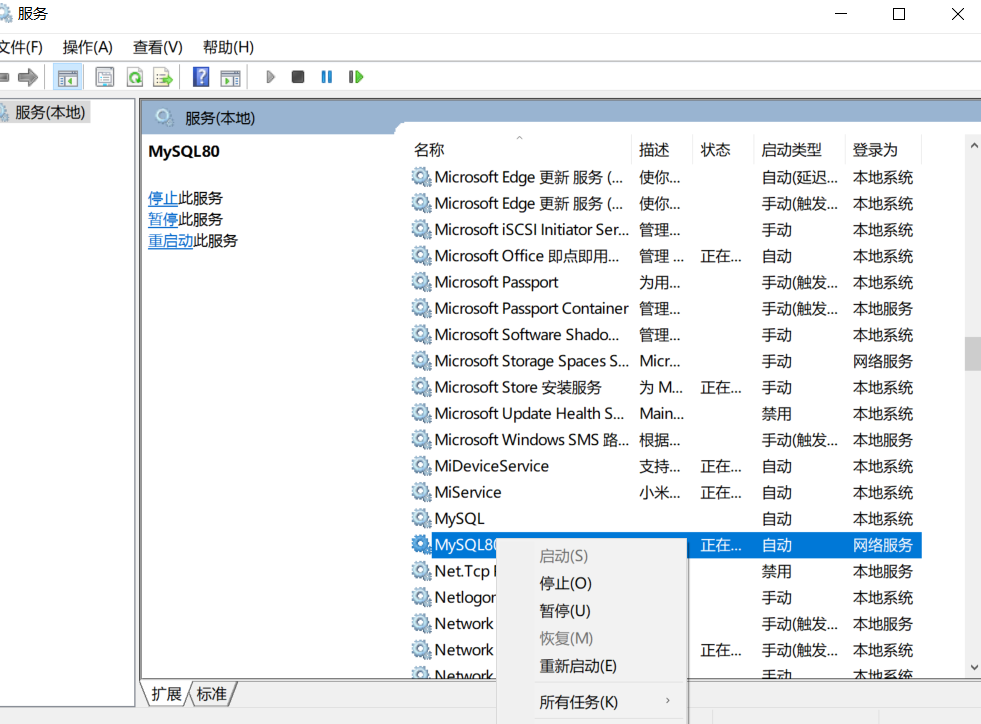 服务
文件(F) 操作(A) 查看(V) 帮助(H)
服务(本地)
服务(本地)
MySQL80
停止此服务
暂停此服务
重启动此服务
名称 描述 状态 启动类型 登录为
Microsoft Edge 更新 服务 (... 使你... 自动(延迟... 本地系统
Microsoft Edge 更新 服务 (... 使你... 手动(触发... 本地系统
Microsoft iSCSI Initiator Ser... 管理... 手动 本地系统
Microsoft Office 即点即用... 管理 ... 正在... 自动 本地系统
Microsoft Passport 为用... 手动(触发... 本地系统
Microsoft Passport Container 管理... 手动(触发... 本地服务
Microsoft Software Shado... 管理... 手动 本地系统
Microsoft Storage Spaces S... Micr... 手动 网络服务
Microsoft Store 安装服务 为 M... 正在... 手动 本地系统
Microsoft Update Health S... Main... 禁用 本地系统
Microsoft Windows SMS 路... 根据... 手动(触发... 本地服务
MiDeviceService 支持... 正在... 自动 本地系统
MiService 小米... 正在... 自动 本地系统
MySQL 自动 本地系统
MySQL80 正在... 自动 网络服务
Net.Tcp 禁用 本地服务
Netlogon 手动 本地系统
Network 手动(触发... 本地服务
Network 正在... 手动(触发... 本地系统
Network 手动 本地系统
启动(S)
停止(O)
暂停(U)
恢复(M)
重新启动(E)
所有任务(K)
扩展 标准